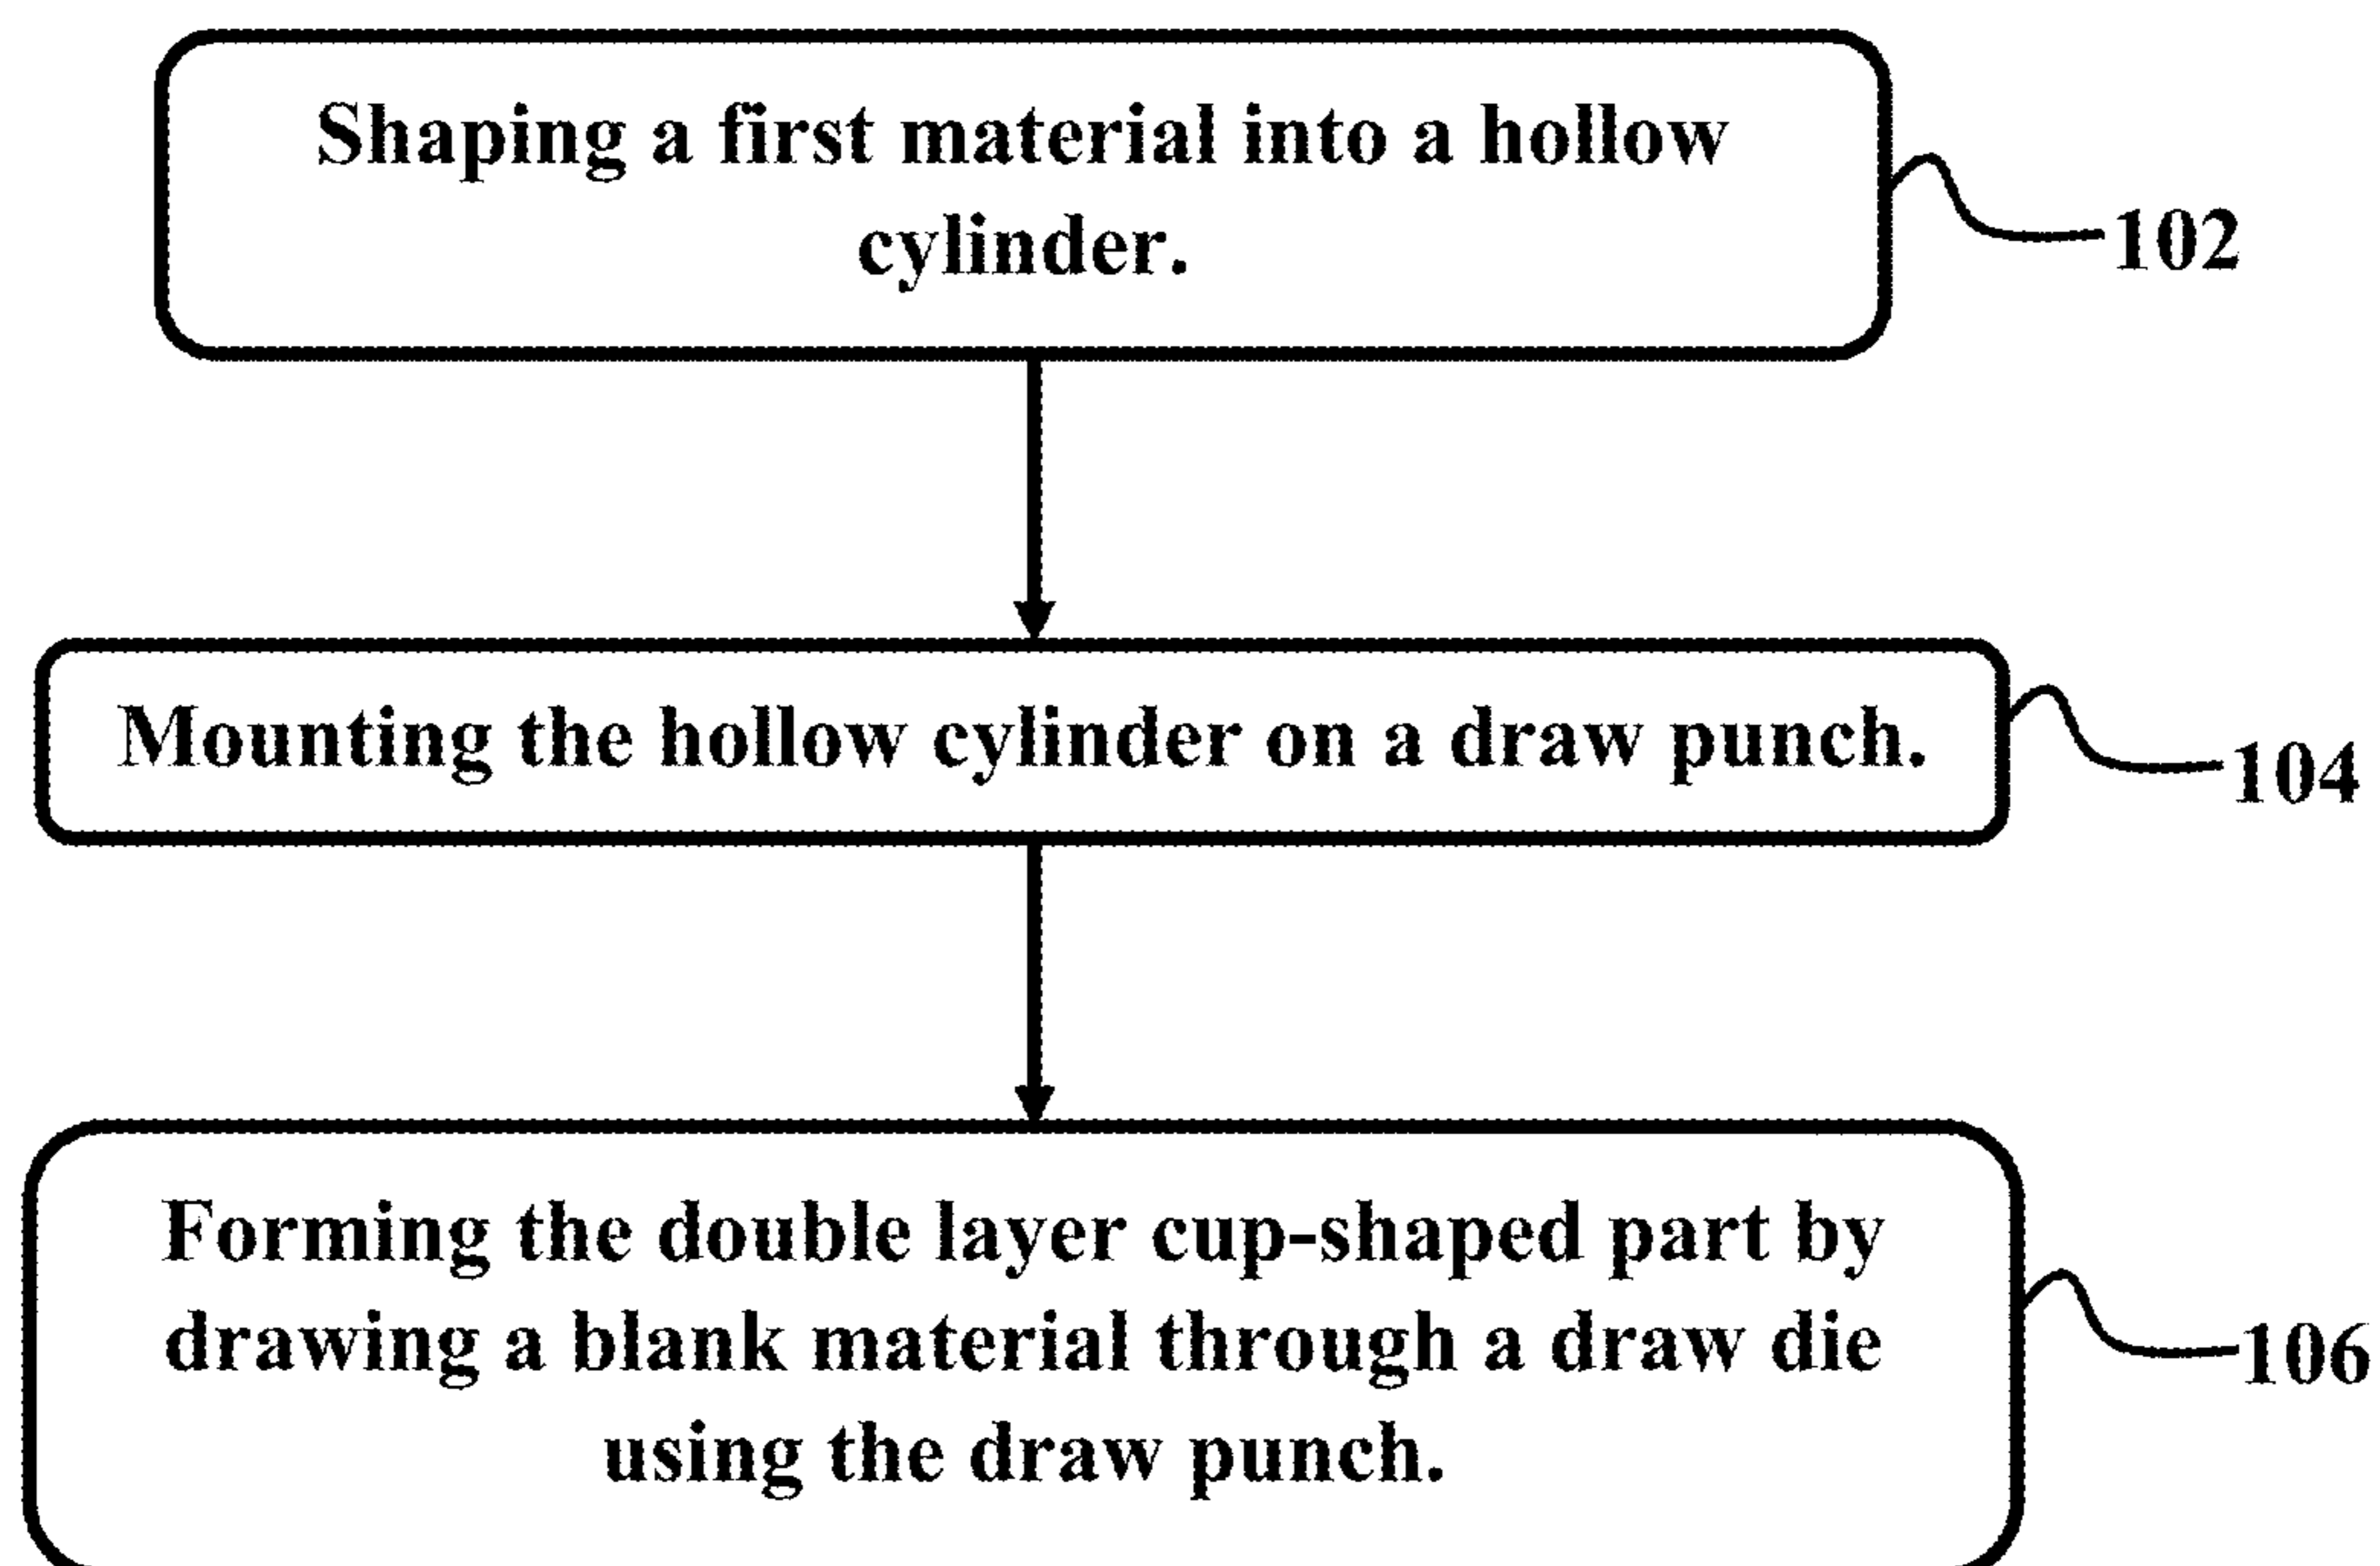 Shaping a first material into a hollow
cylinder.
102
Mounting the hollow cylinder on a draw punch.
104
Forming the double layer cup-shaped part by
drawing a blank material through a draw die
using the draw punch.
106